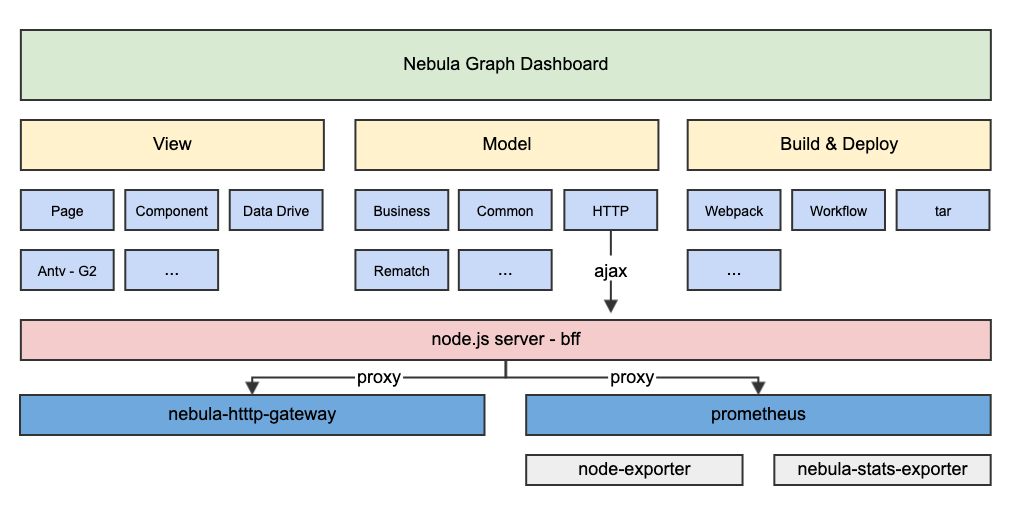 Nebula Graph Dashboard
View
Model
Build & Deploy
Page
Component
Data Drive
Business
Common
HTTP
Webpack
Workflow
tar
Antv - G2
...
Rematch
...
ajax
...
node.js server - bff
proxy
proxy
nebula-htttp-gateway
prometheus
node-exporter
nebula-stats-exporter